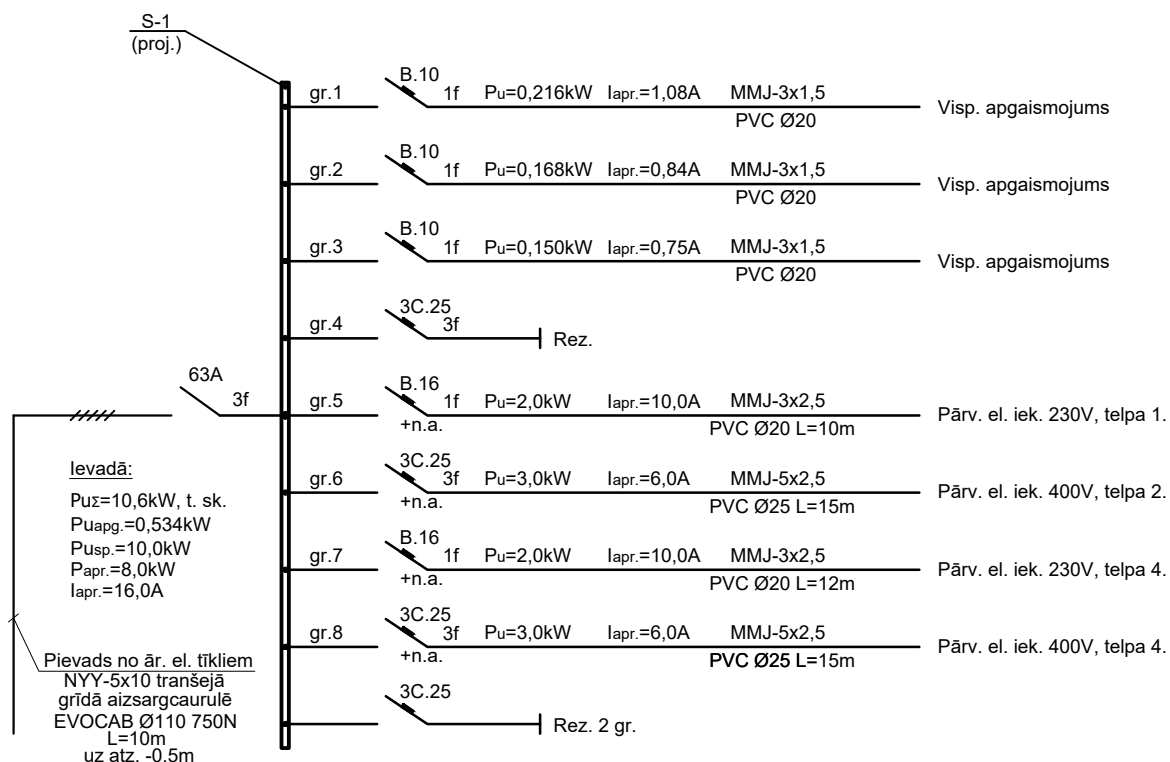 S-1
(proj.)
gr.1 B.10 1f Pu=0,216kW Iapr.=1,08A MMJ-3x1,5 Visp. apgaismojums
PVC Ø20
gr.2 B.10 1f Pu=0,168kW Iapr.=0,84A MMJ-3x1,5 Visp. apgaismojums
PVC Ø20
gr.3 B.10 1f Pu=0,150kW Iapr.=0,75A MMJ-3x1,5 Visp. apgaismojums
PVC Ø20
gr.4 3C.25 3f Rez.
63A 3f
gr.5 B.16 1f Pu=2,0kW Iapr.=10,0A MMJ-3x2,5 Pārv. el. iek. 230V, telpa 1.
+n.a. PVC Ø20 L=10m
gr.6 3C.25 3f Pu=3,0kW Iapr.=6,0A MMJ-5x2,5 Pārv. el. iek. 400V, telpa 2.
+n.a. PVC Ø25 L=15m
gr.7 B.16 1f Pu=2,0kW Iapr.=10,0A MMJ-3x2,5 Pārv. el. iek. 230V, telpa 4.
+n.a. PVC Ø20 L=12m
gr.8 3C.25 3f Pu=3,0kW Iapr.=6,0A MMJ-5x2,5 Pārv. el. iek. 400V, telpa 4.
+n.a. PVC Ø25 L=15m
3C.25 Rez. 2 gr.
Ievadā:
PuΣ=10,6kW, t. sk.
Puapg.=0,534kW
Pusp.=10,0kW
Papr.=8,0kW
Iapr.=16,0A
Pievads no ār. el. tīkliem
NYY-5x10 tranšejā
grīdā aizsargcaurulē
EVOCAB Ø110 750N
L=10m
uz atz. -0.5m